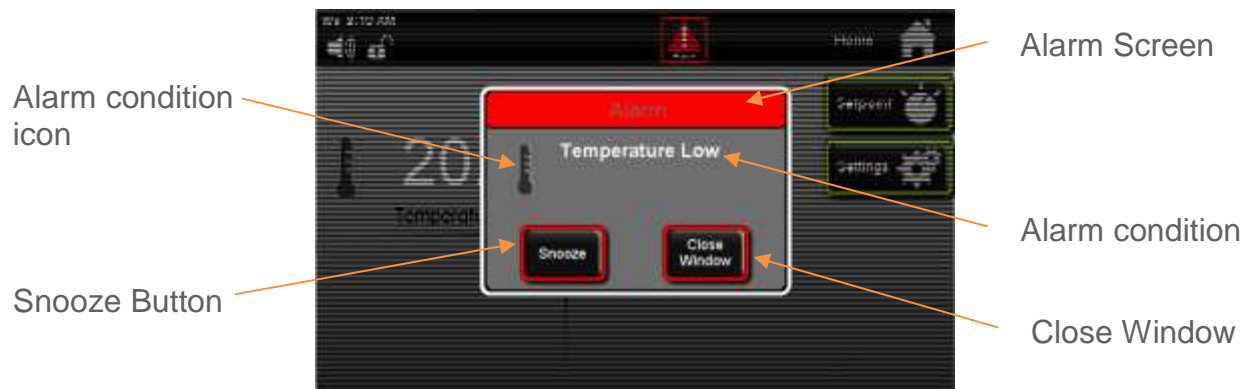 Home
Alarm Screen
Alarm condition
icon
Alarm
Setpoint
Temperature Low
20
Settings
Temperatu
Snooze
Close
Window
Alarm condition
Snooze Button
Close Window